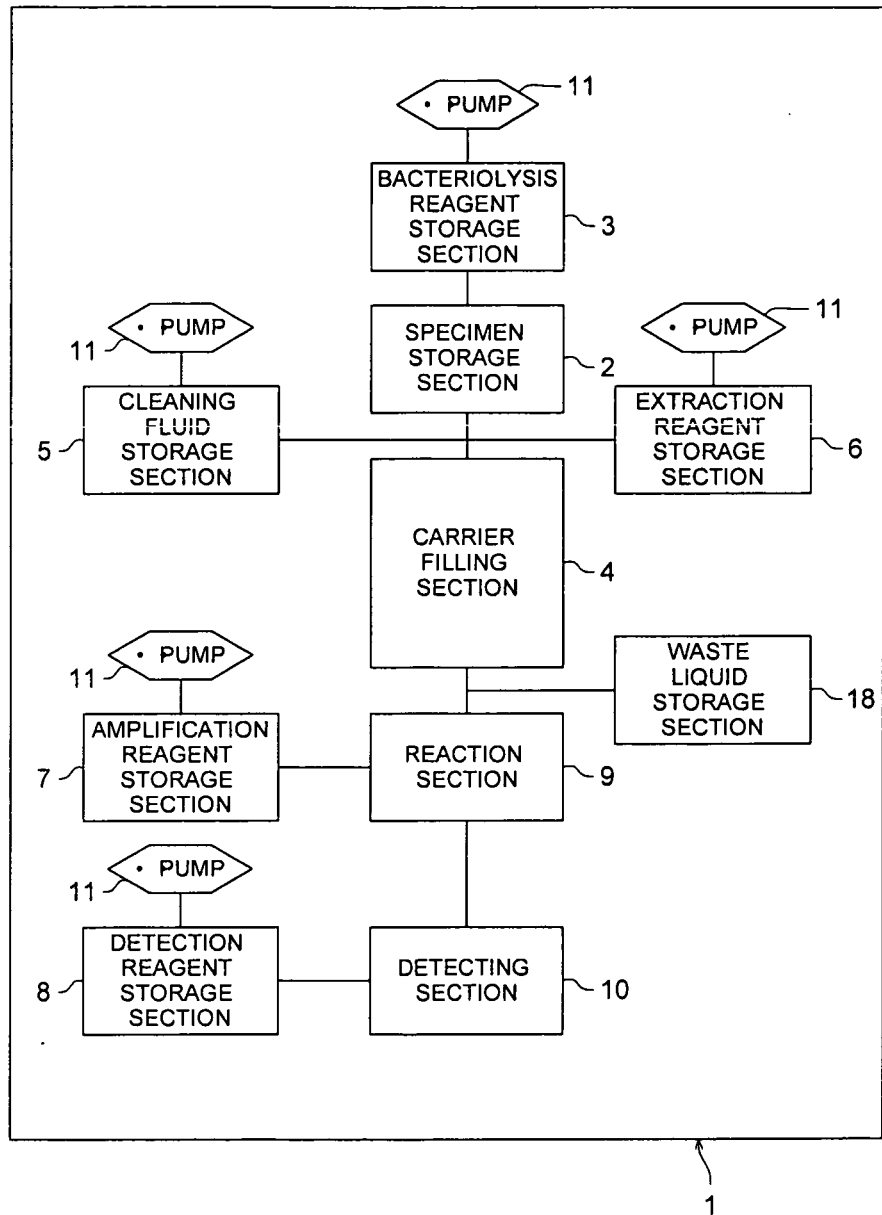 PUMP
11
BACTERIOLYSIS
REAGENT
STORAGE
SECTION
3
PUMP
11
SPECIMEN
STORAGE
SECTION
2
PUMP
11
CLEANING
FLUID
STORAGE
SECTION
5
EXTRACTION
REAGENT
STORAGE
SECTION
6
CARRIER
FILLING
SECTION
4
PUMP
11
WASTE
LIQUID
STORAGE
SECTION
18
AMPLIFICATION
REAGENT
STORAGE
SECTION
7
REACTION
SECTION
9
PUMP
11
DETECTION
REAGENT
STORAGE
SECTION
8
DETECTING
SECTION
10
1